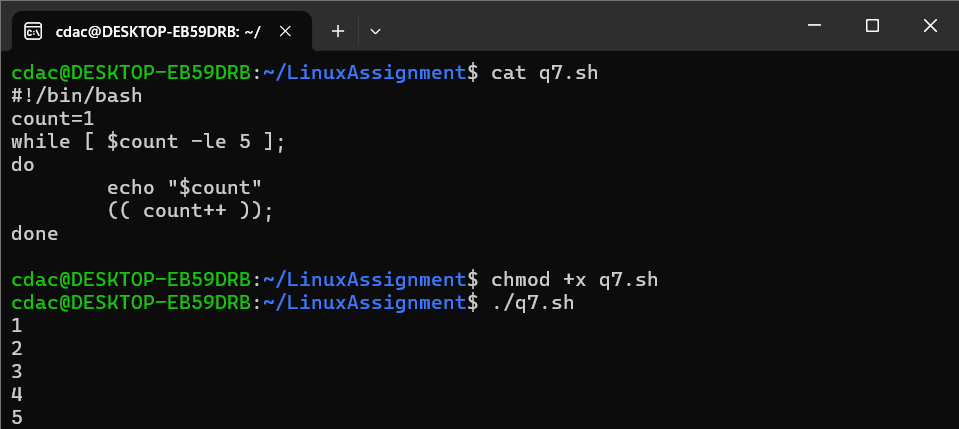 cdac@DESKTOP-EB59DRB: ~/
cdac@DESKTOP-EB59DRB:~/LinuxAssignment$ cat q7.sh
#!/bin/bash
count=1
while [ $count -le 5 ];
do
        echo "$count"
        (( count++ ));
done

cdac@DESKTOP-EB59DRB:~/LinuxAssignment$ chmod +x q7.sh
cdac@DESKTOP-EB59DRB:~/LinuxAssignment$ ./q7.sh
1
2
3
4
5